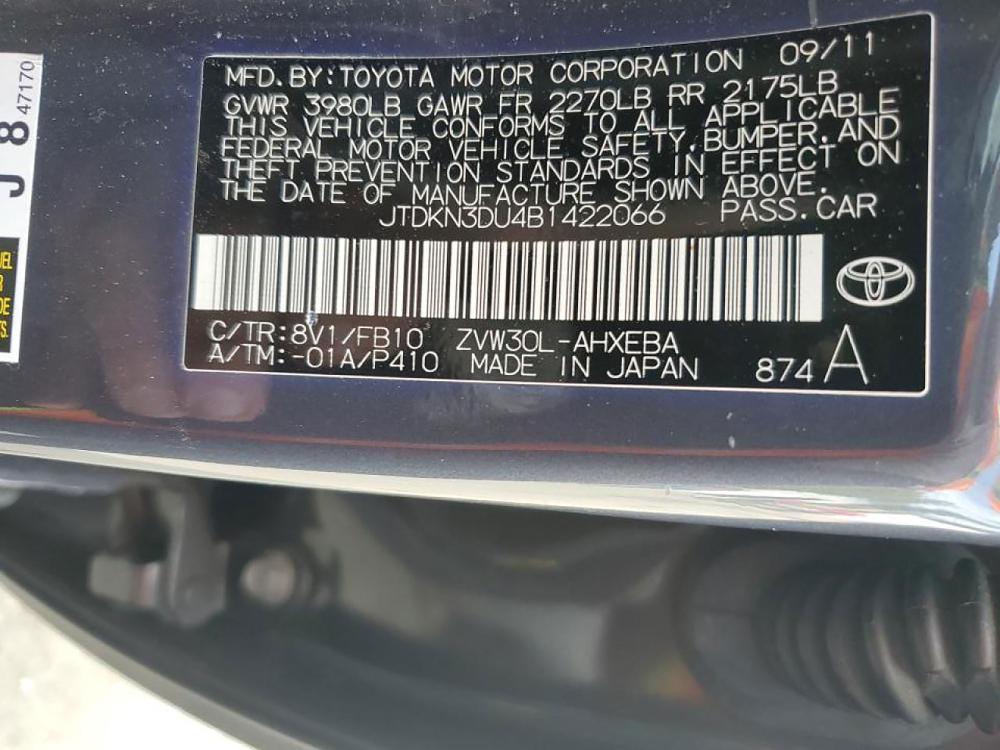 MFD. BY: TOYOTA MOTOR CORPORATION 09/11
GVWR 3980LB GAWR FR 2270LB RR 2175LB
THIS VEHICLE CONFORMS TO ALL APPLICABLE
FEDERAL MOTOR VEHICLE SAFETY, BUMPER, AND
THEFT PREVENTION STANDARDS IN EFFECT ON
THE DATE OF MANUFACTURE SHOWN ABOVE.
JTDKN3DU4B1422066 PASS. CAR
C/TR: 8V1/FB10 ZVW30L-AHXEBA
A/TM: -01A/P410 MADE IN JAPAN 874 A
J 8 47170